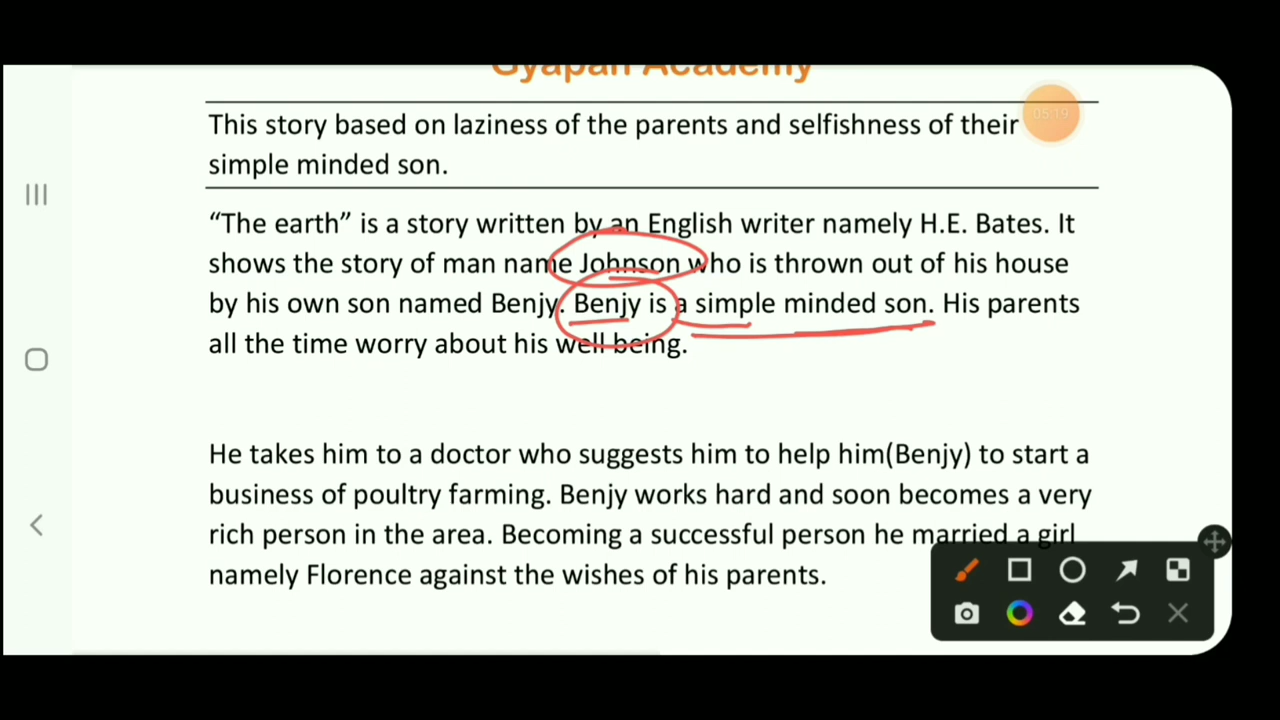 Gyapan Academy
This story based on laziness of the parents and selfishness of their
05:19
simple minded son.
“The earth” is a story written by an English writer namely H.E. Bates. It
shows the story of man name Johnson who is thrown out of his house
by his own son named Benjy. Benjy is a simple minded son. His parents
all the time worry about his well being.
He takes him to a doctor who suggests him to help him(Benjy) to start a
business of poultry farming. Benjy works hard and soon becomes a very
rich person in the area. Becoming a successful person he married a girl
namely Florence against the wishes of his parents.